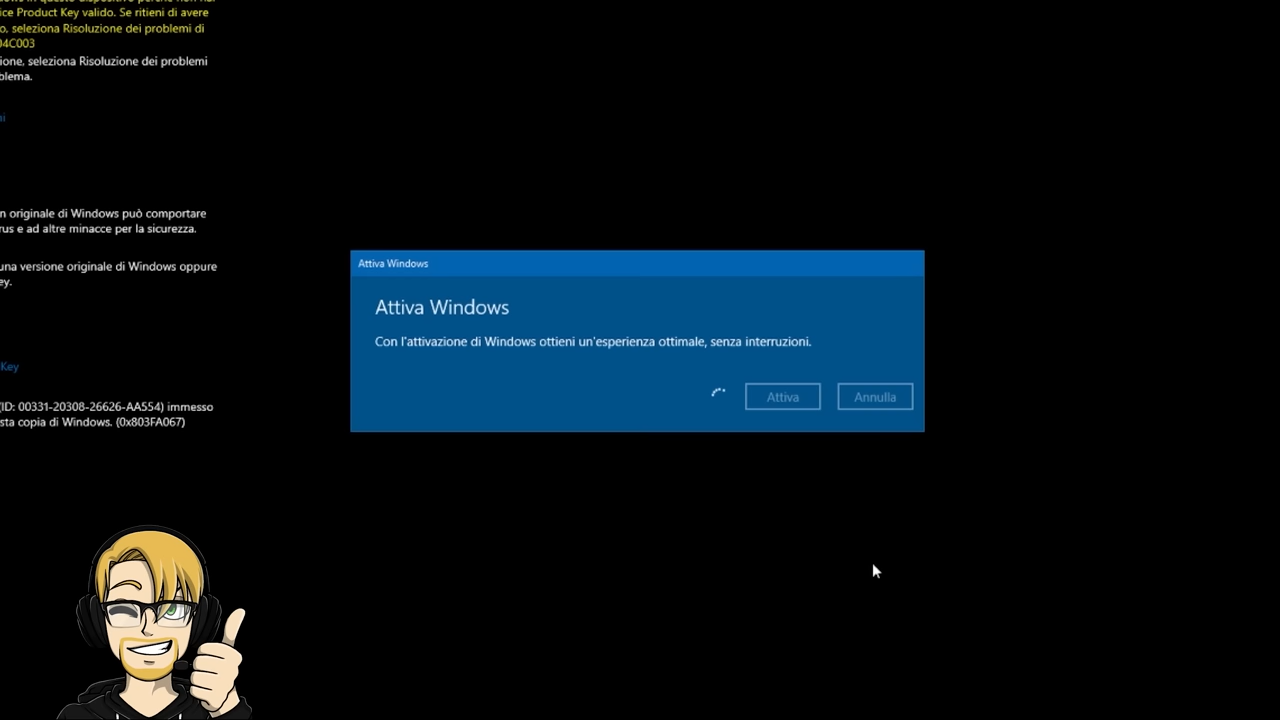 ice Product Key valido. Se ritieni di avere
o, seleziona Risoluzione dei problemi di
04C003
ione, seleziona Risoluzione dei problemi
blema.
ni
n originale di Windows può comportare
rus e ad altre minacce per la sicurezza.
una versione originale di Windows oppure
ey.
Key
(ID: 00331-20308-26626-AA554) immesso
sta copia di Windows. (0x803FA067)
Attiva Windows
Attiva Windows
Con l'attivazione di Windows ottieni un'esperienza ottimale, senza interruzioni.
Attiva
Annulla